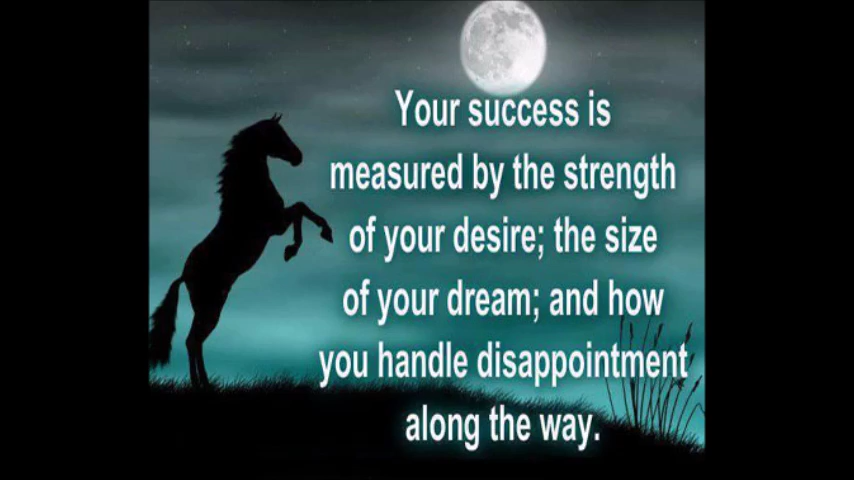 Your success is
measured by the strength
of your desire; the size
of your dream; and how
you handle disappointment
along the way.